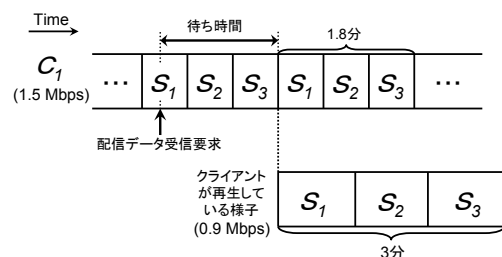 Time
待ち時間
1.8分
C1
(1.5 Mbps)
… S1 S2 S3 S1 S2 S3 …
配信データ受信要求
クライアント
が再生して
いる様子
(0.9 Mbps)
S1 S2 S3
3分